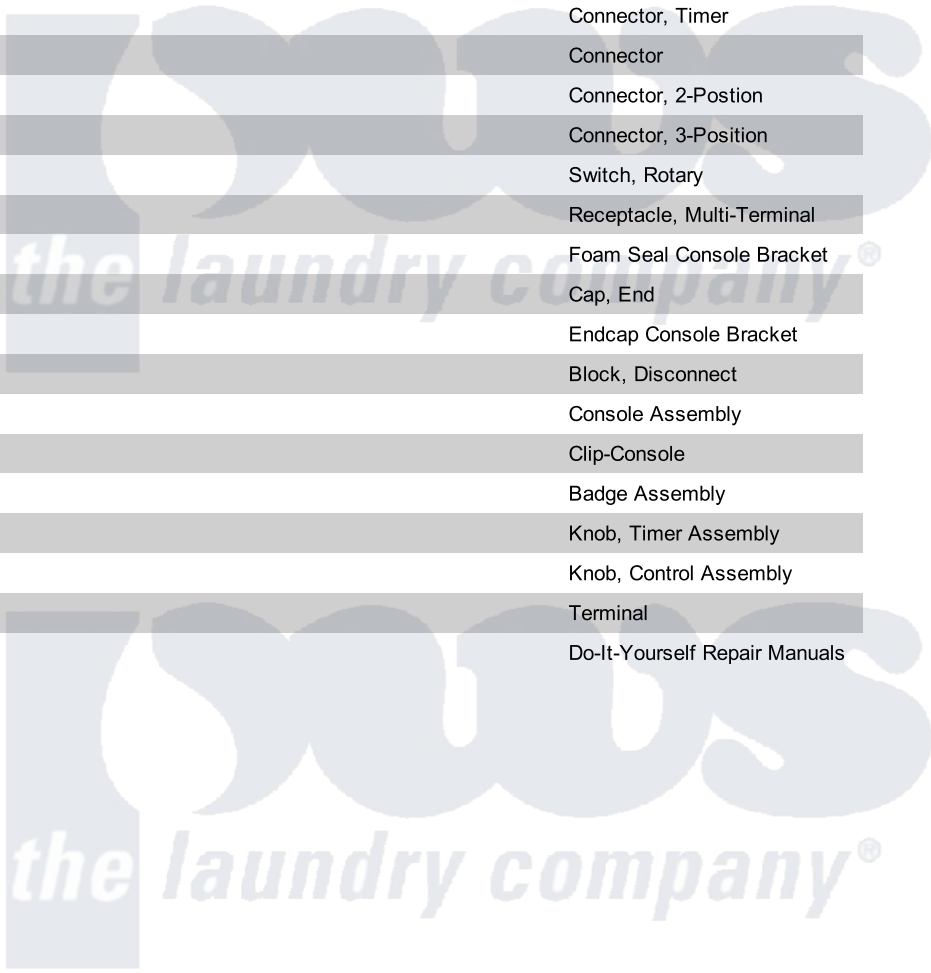 Connector, Timer
Connector
Connector, 2-Postion
Connector, 3-Position
Switch, Rotary
Receptacle, Multi-Terminal
Foam Seal Console Bracket
the laundry company®
Cap, End
Endcap Console Bracket
Block, Disconnect
Console Assembly
Clip-Console
Badge Assembly
Knob, Timer Assembly
Knob, Control Assembly
Terminal
Do-It-Yourself Repair Manuals
pws
the laundry company®